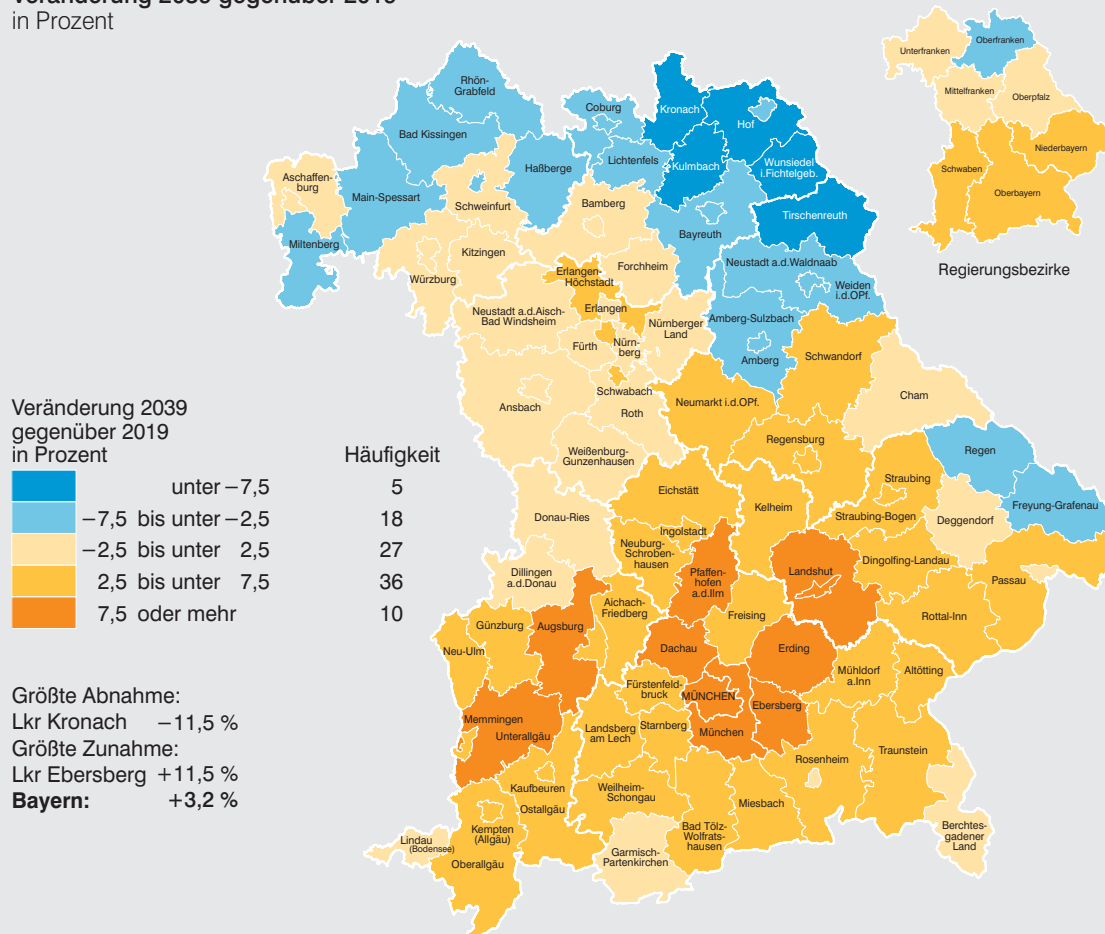 Veränderung 2039 gegenüber 2019
in Prozent
Unterfranken
Oberfranken
Mittelfranken
Oberpfalz
Niederbayern
Schwaben
Oberbayern
Regierungsbezirke
Rhön-
Grabfeld
Bad Kissingen
Coburg
Kronach
Hof
Lichtenfels
Kulmbach
Wunsiedel
i.Fichtelgeb.
Haßberge
Aschaffen-
burg
Main-Spessart
Schweinfurt
Bamberg
Bayreuth
Tirschenreuth
Miltenberg
Würzburg
Kitzingen
Forchheim
Neustadt a.d.Waldnaab
Weiden
i.d.OPf.
Erlangen-
Höchstadt
Erlangen
Neustadt a.d.Aisch-
Bad Windsheim
Fürth
Nürn-
berg
Nürnberger
Land
Amberg-Sulzbach
Amberg
Schwandorf
Ansbach
Schwabach
Roth
Neumarkt i.d.OPf.
Cham
Weißenburg-
Gunzenhausen
Regensburg
Regen
Eichstätt
Kelheim
Straubing
Straubing-Bogen
Freyung-Grafenau
Deggendorf
Donau-Ries
Ingolstadt
Neuburg-
Schroben-
hausen
Pfaffen-
hofen
a.d.Ilm
Landshut
Dingolfing-Landau
Passau
Dillingen
a.d.Donau
Aichach-
Friedberg
Freising
Rottal-Inn
Günzburg
Augsburg
Neu-Ulm
Dachau
Erding
Mühldorf
a.Inn
Altötting
Fürstenfeld-
bruck
MÜNCHEN
Ebersberg
München
Memmingen
Unterallgäu
Landsberg
am Lech
Starnberg
Rosenheim
Traunstein
Kaufbeuren
Ostallgäu
Weilheim-
Schongau
Miesbach
Bad Tölz-
Wolfrats-
hausen
Berchtes-
gadener
Land
Lindau
(Bodensee)
Kempten
(Allgäu)
Oberallgäu
Garmisch-
Partenkirchen
Veränderung 2039
gegenüber 2019
in Prozent Häufigkeit
unter −7,5 5
−7,5 bis unter −2,5 18
−2,5 bis unter 2,5 27
2,5 bis unter 7,5 36
7,5 oder mehr 10
Größte Abnahme:
Lkr Kronach −11,5 %
Größte Zunahme:
Lkr Ebersberg +11,5 %
Bayern: +3,2 %